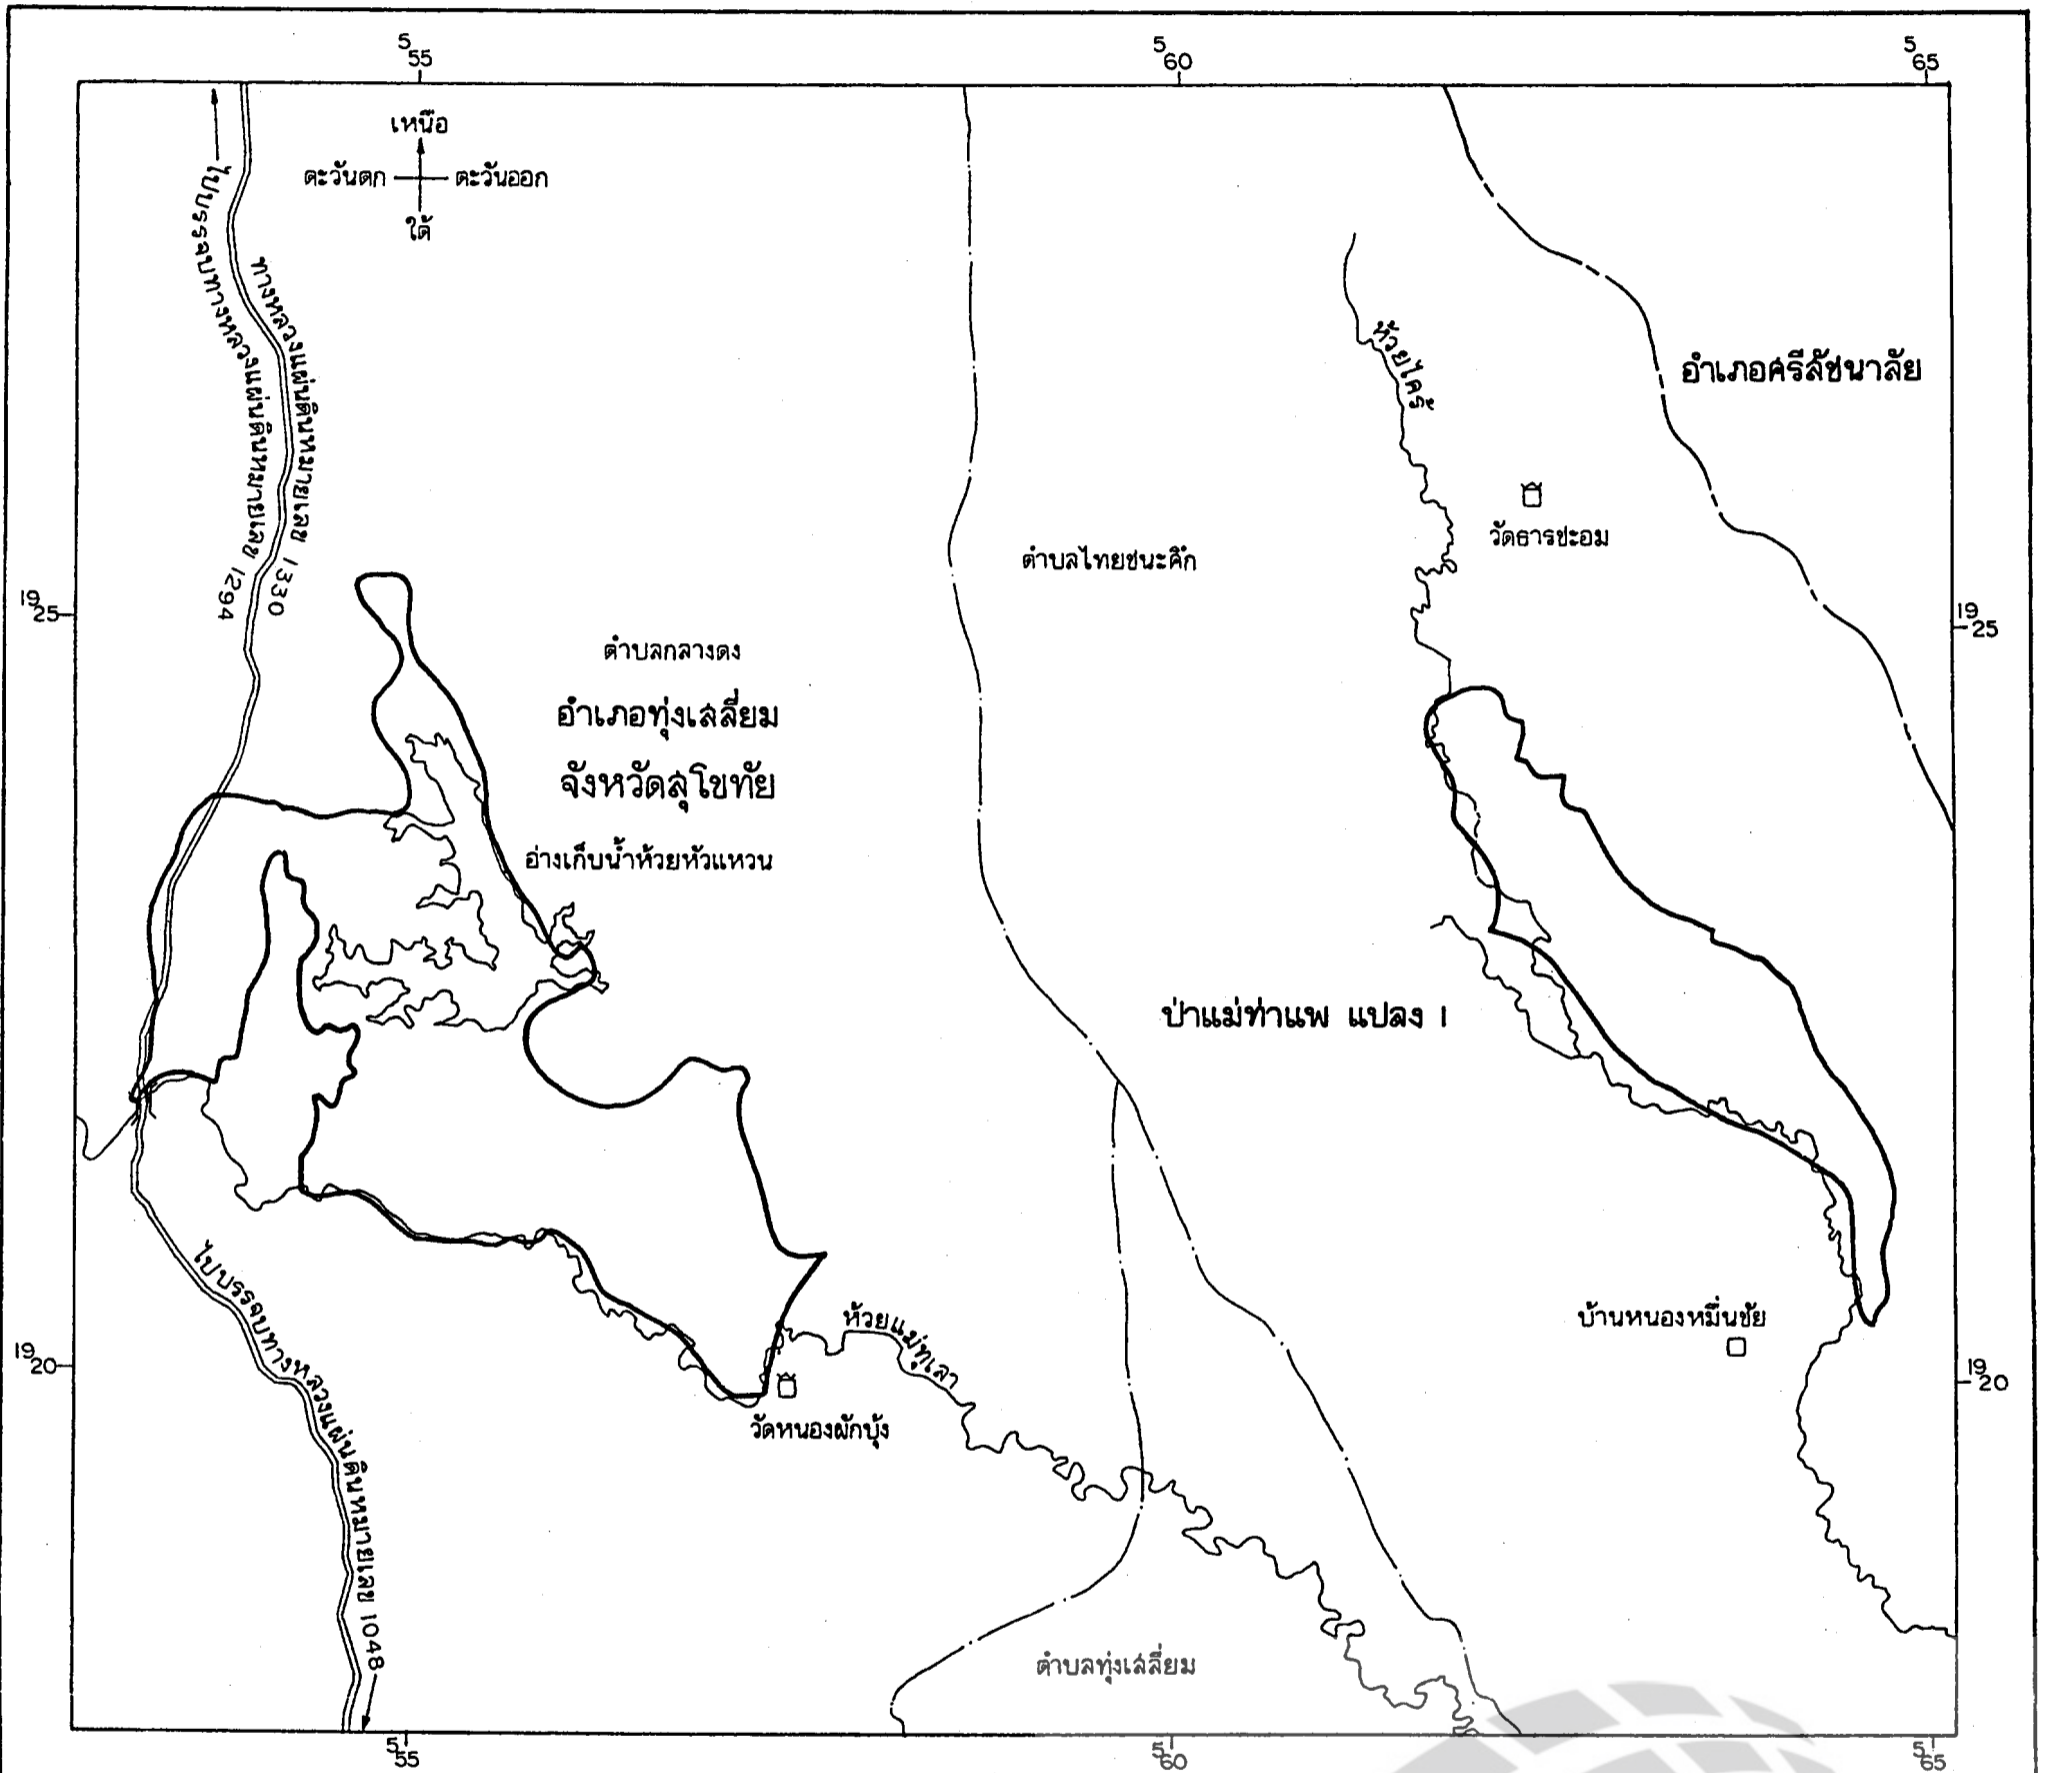 5 55
5 60
5 65
เหนือ
ตะวันตก ตะวันออก
ใต้
ไปบรรจบทางหลวงแผ่นดินหมายเลข 1294
ทางหลวงแผ่นดินหมายเลข 1330
ห้วยไคร้
อำเภอศรีสัชนาลัย
วัดธารชะอม
ตำบลไทยชนะศึก
19 25
19 25
ตำบลกลางดง
อำเภอทุ่งเสลี่ยม
จังหวัดสุโขทัย
อ่างเก็บน้ำห้วยหัวแหวน
ป่าแม่ท่าแพ แปลง 1
ไปบรรจบทางหลวงแผ่นดินหมายเลข 1048
ห้วยแม่ทุเลา
บ้านหนองหมื่นชัย
19 20
19 20
วัดหนองผักบุ้ง
ตำบลทุ่งเสลี่ยม
5 55
5 60
5 65